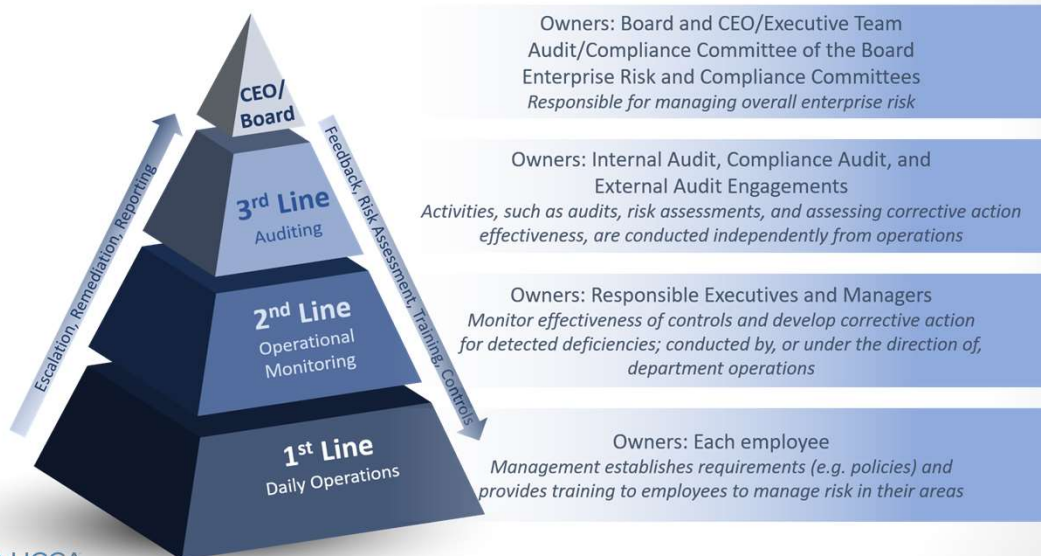 CEO/
Board
3rd Line
Auditing
2nd Line
Operational
Monitoring
1st Line
Daily Operations
Escalation, Remediation, Reporting
Feedback, Risk Assessment, Training, Controls
Owners: Board and CEO/Executive Team
Audit/Compliance Committee of the Board
Enterprise Risk and Compliance Committees
Responsible for managing overall enterprise risk
Owners: Internal Audit, Compliance Audit, and
External Audit Engagements
Activities, such as audits, risk assessments, and assessing corrective action
effectiveness, are conducted independently from operations
Owners: Responsible Executives and Managers
Monitor effectiveness of controls and develop corrective action
for detected deficiencies; conducted by, or under the direction of,
department operations
Owners: Each employee
Management establishes requirements (e.g. policies) and
provides training to employees to manage risk in their areas